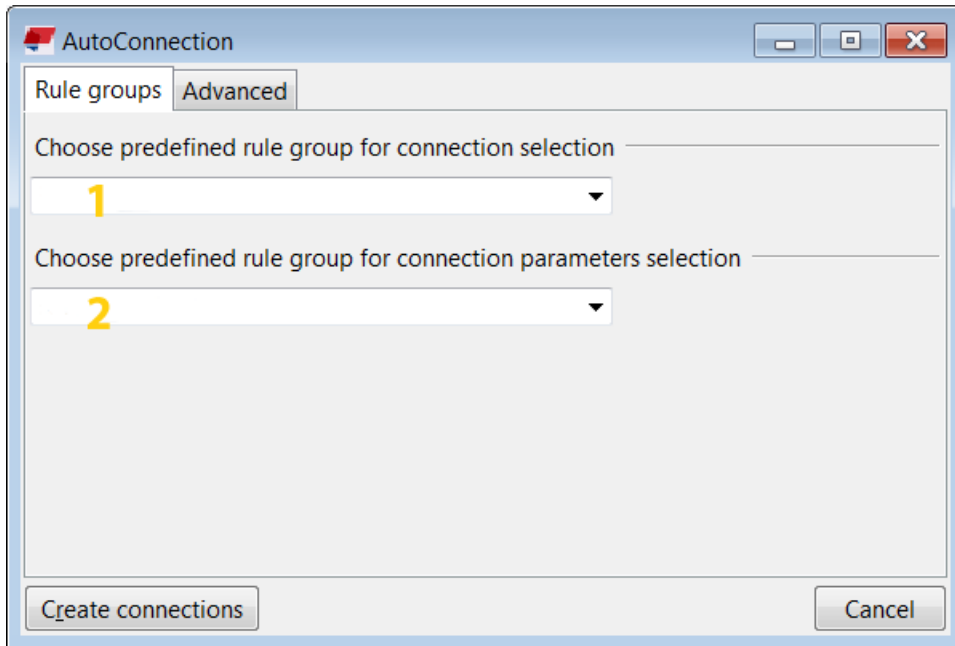 AutoConnection
Rule groups Advanced
Choose predefined rule group for connection selection
1
Choose predefined rule group for connection parameters selection
2
Create connections Cancel